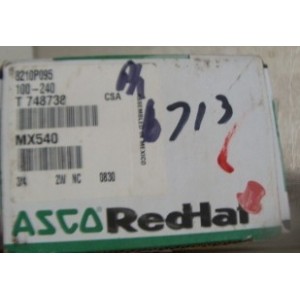 8210P095
100-240
T 748738
CSA
MX540
3/4 2W NC 0830
6713
ASCO RedHat